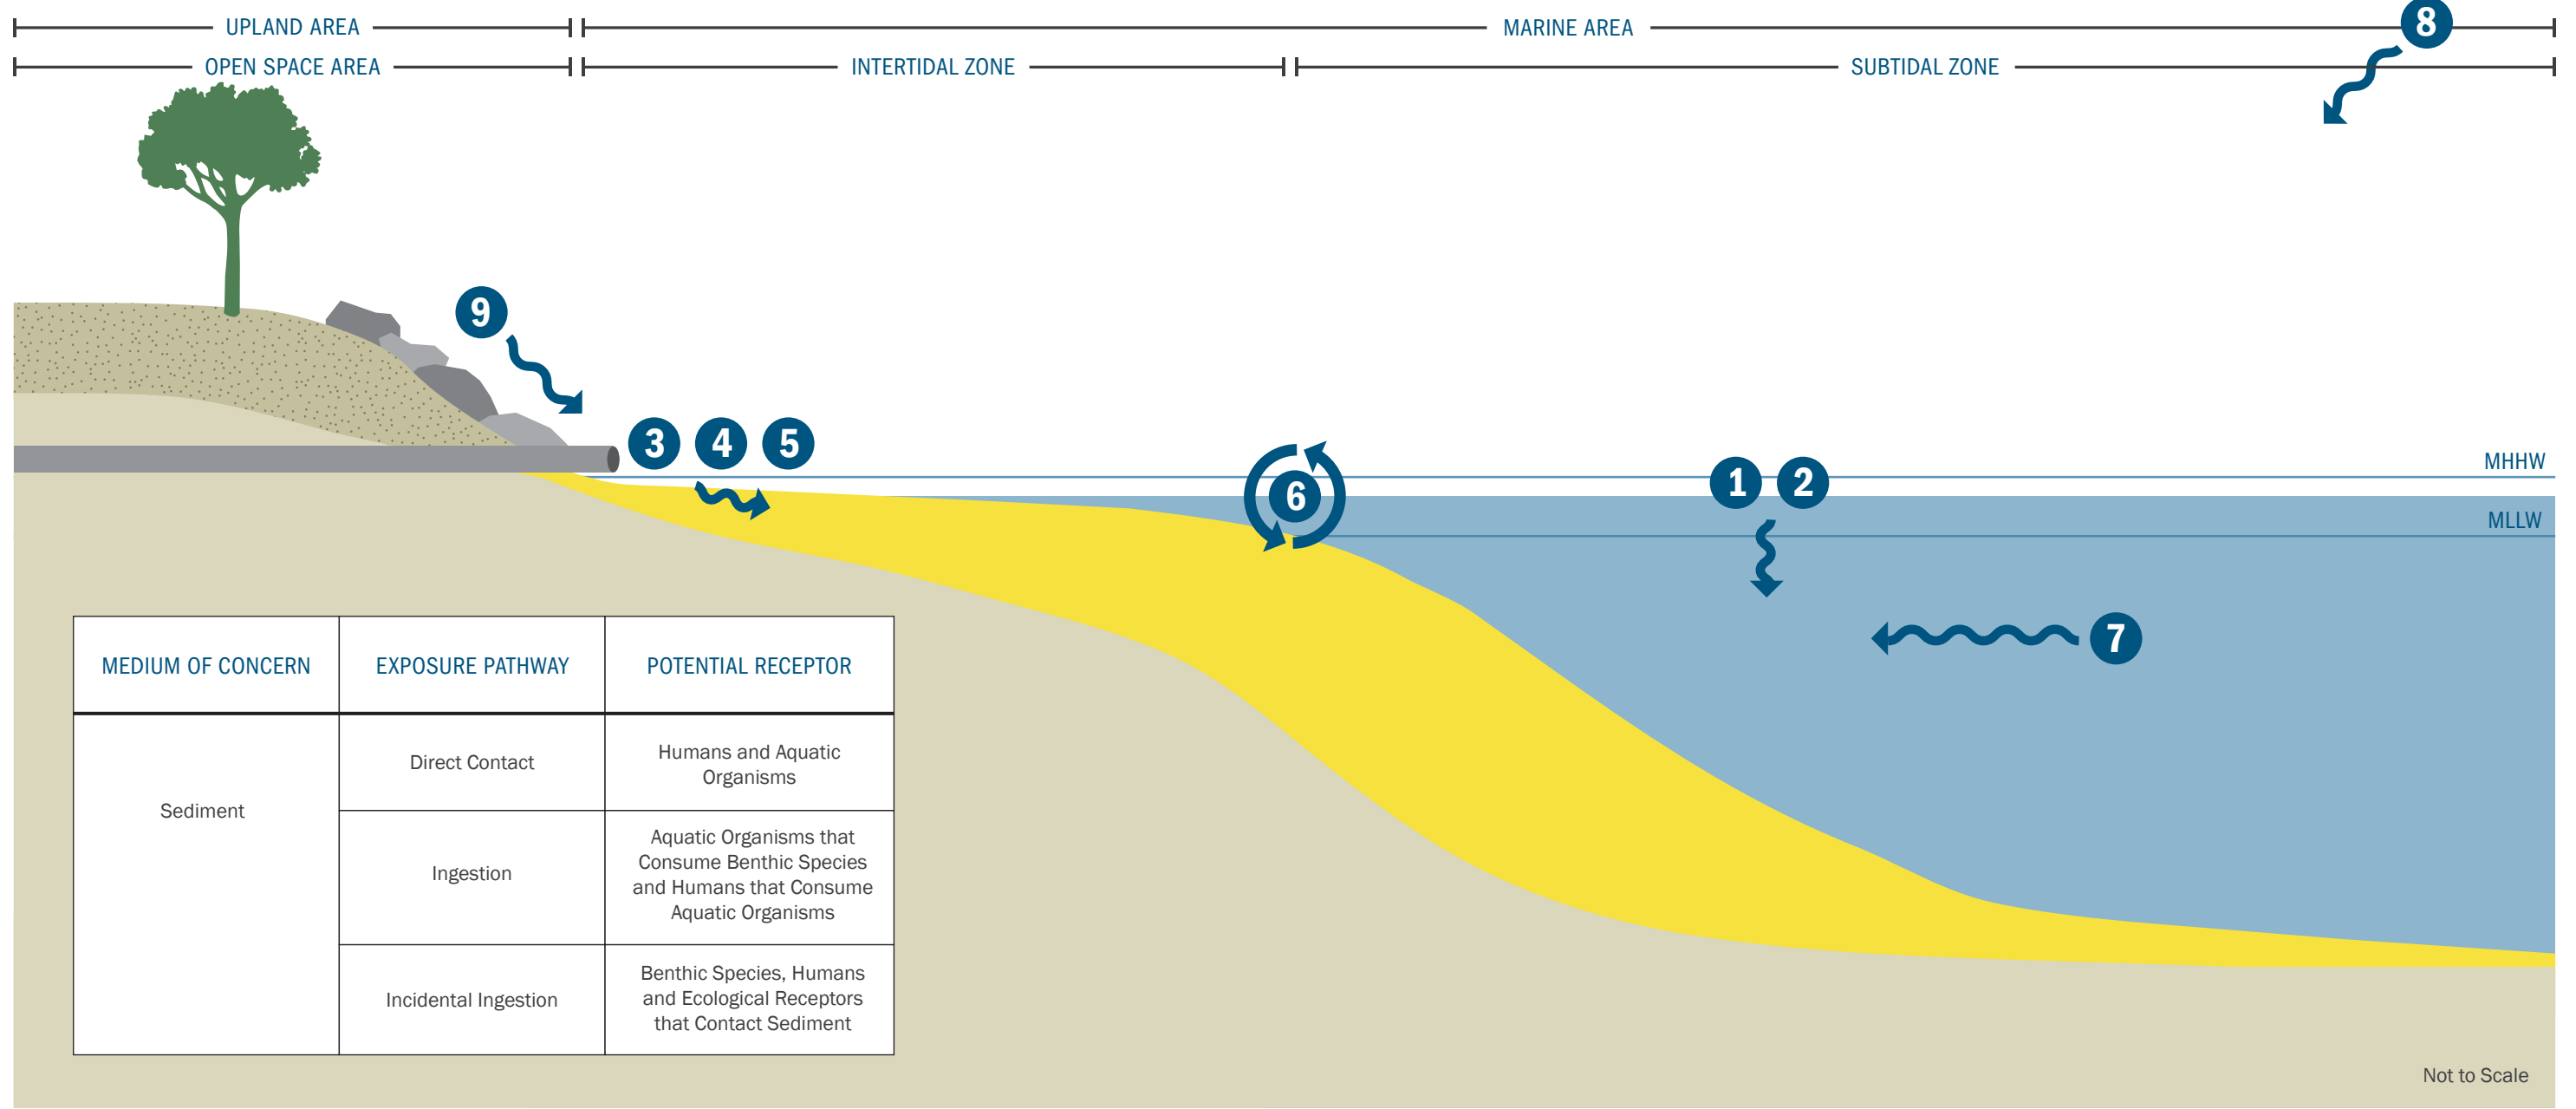 UPLAND AREA
MARINE AREA
8
OPEN SPACE AREA
INTERTIDAL ZONE
SUBTIDAL ZONE
9
3 4 5
MHHW
1 2
6
MLLW
7
MEDIUM OF CONCERN
EXPOSURE PATHWAY
POTENTIAL RECEPTOR
Sediment
Direct Contact
Humans and Aquatic
Organisms
Ingestion
Aquatic Organisms that
Consume Benthic Species
and Humans that Consume
Aquatic Organisms
Incidental Ingestion
Benthic Species, Humans
and Ecological Receptors
that Contact Sediment
Not to Scale